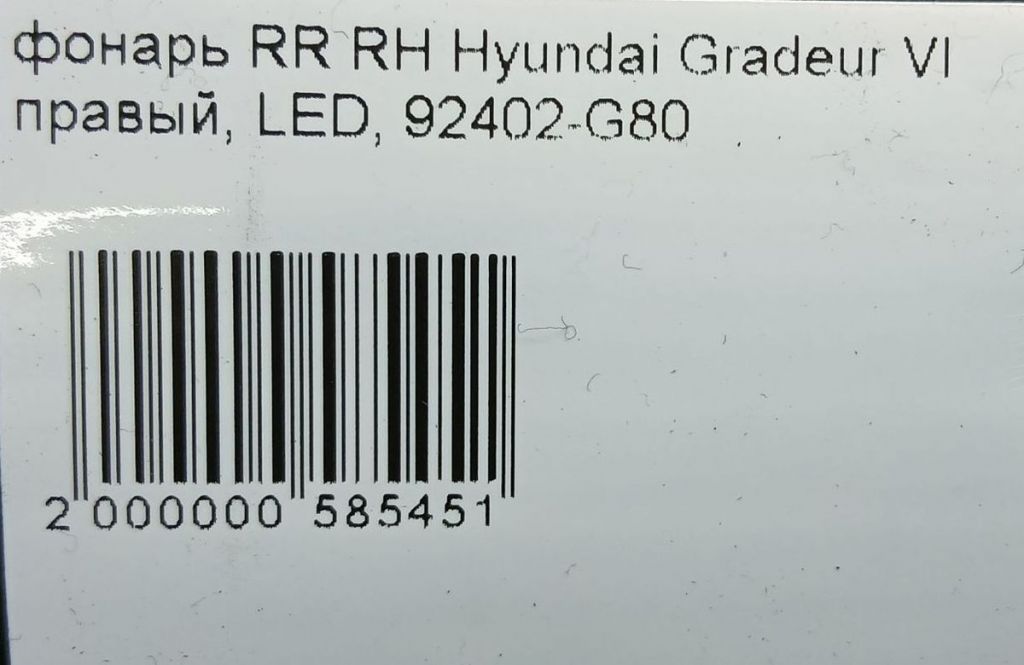 фонарь RR RH Hyundai Gradeur VI
правый, LED, 92402-G80
2 000000 585451